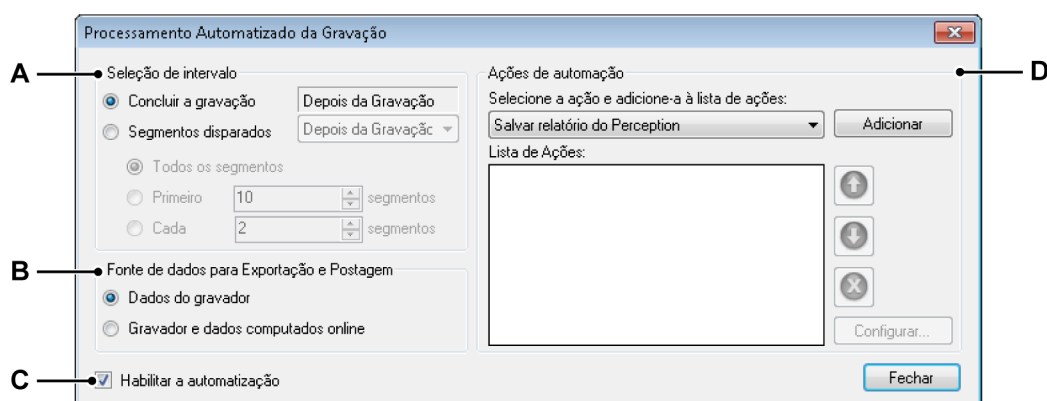 Processamento Automatizado da Gravação
A
Seleção de intervalo
Concluir a gravação
Depois da Gravação
Segmentos disparados
Depois da Gravaçãc
Todos os segmentos
Primeiro 10 segmentos
Cada 2 segmentos
B
Fonte de dados para Exportação e Postagem
Dados do gravador
Gravador e dados computados online
C
Habilitar a automatização
D
Ações de automação
Selecione a ação e adicione-a à lista de ações:
Salvar relatório do Perception
Adicionar
Lista de Ações:
Configurar...
Fechar